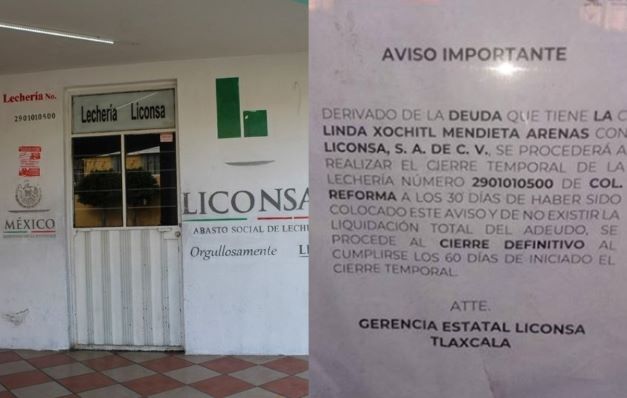 Lechería No.
2901010500
Lechería Liconsa
MÉXICO
LICONSA
ABASTO SOCIAL DE LECH
Orgullosamente LI
AVISO IMPORTANTE
DERIVADO DE LA DEUDA QUE TIENE LA C
LINDA XOCHITL MENDIETA ARENAS CON
LICONSA, S. A. DE C. V., SE PROCEDERÁ A
REALIZAR EL CIERRE TEMPORAL DE LA
LECHERÍA NÚMERO 2901010500 DE COL.
REFORMA A LOS 30 DÍAS DE HABER SIDO
COLOCADO ESTE AVISO Y DE NO EXISTIR LA
LIQUIDACIÓN TOTAL DEL ADEUDO, SE
PROCEDE AL CIERRE DEFINITIVO AL
CUMPLIRSE LOS 60 DÍAS DE INICIADO EL
CIERRE TEMPORAL.
ATTE.
GERENCIA ESTATAL LICONSA
TLAXCALA